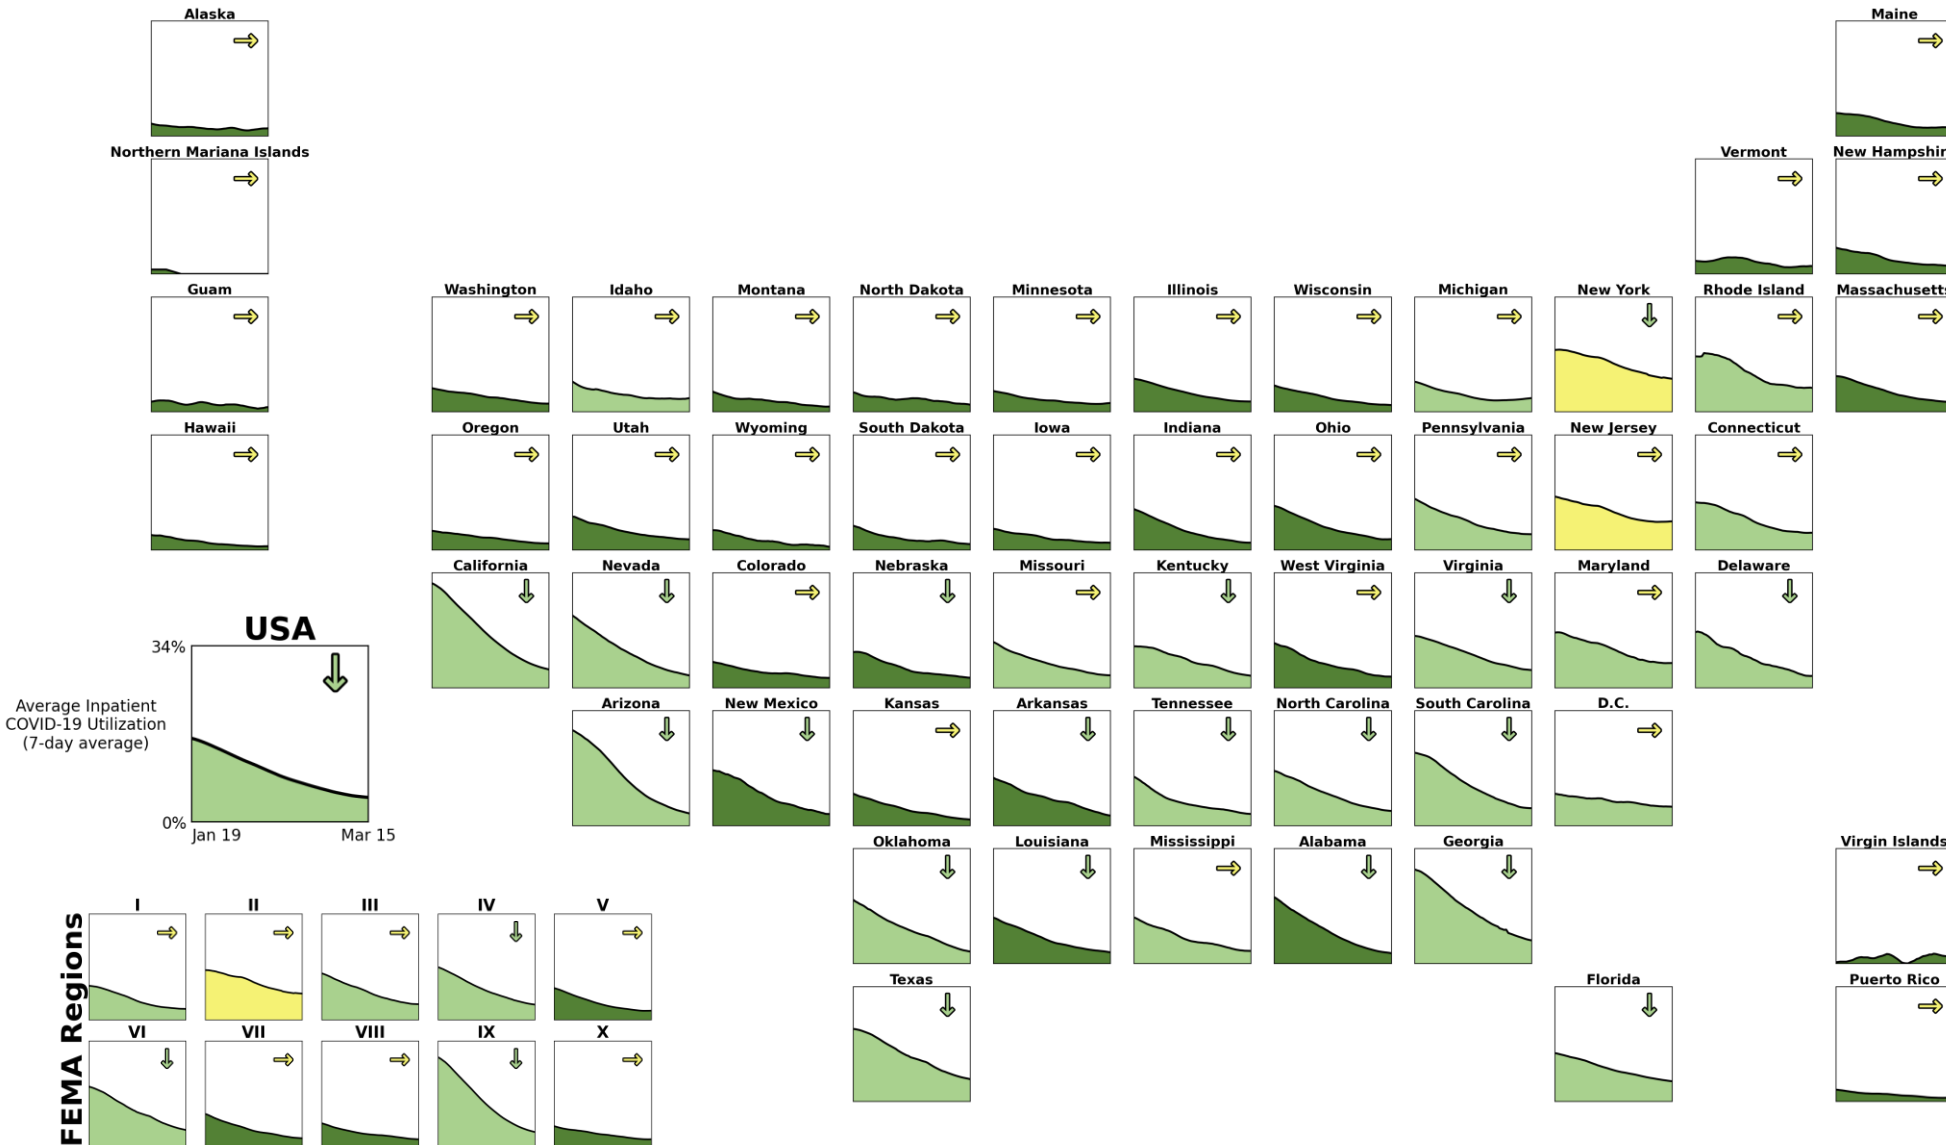 Alaska
Maine
Northern Mariana Islands
Vermont
New Hampshir
Guam
Washington
Idaho
Montana
North Dakota
Minnesota
Illinois
Wisconsin
Michigan
New York
Rhode Island
Massachusetts
Hawaii
Oregon
Utah
Wyoming
South Dakota
Iowa
Indiana
Ohio
Pennsylvania
New Jersey
Connecticut
California
Nevada
Colorado
Nebraska
Missouri
Kentucky
West Virginia
Virginia
Maryland
Delaware
USA
34%
Average Inpatient
COVID-19 Utilization
(7-day average)
0%
Jan 19
Mar 15
Arizona
New Mexico
Kansas
Arkansas
Tennessee
North Carolina
South Carolina
D.C.
Oklahoma
Louisiana
Mississippi
Alabama
Georgia
Virgin Islands
Texas
Florida
Puerto Rico
FEMA Regions
I
II
III
IV
V
VI
VII
VIII
IX
X